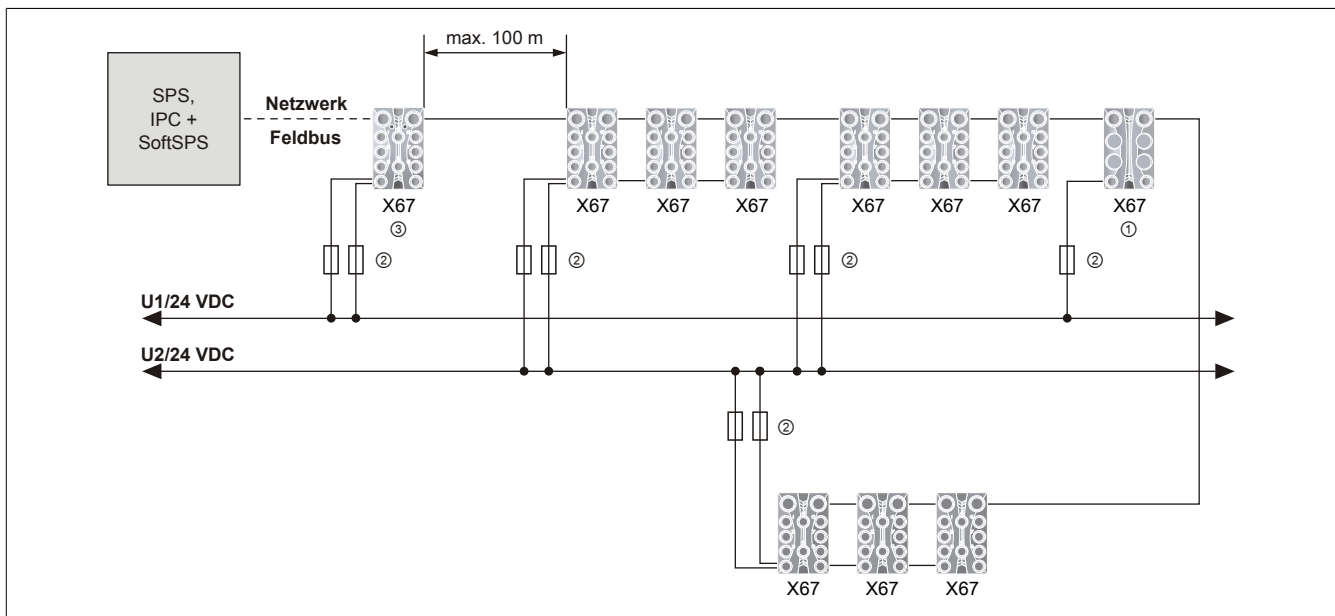 max. 100 m
SPS,
IPC +
SoftSPS
Netzwerk
Feldbus
X67
X67
X67
X67
X67
X67
X67
X67
③
①
②
②
②
②
U1/24 VDC
U2/24 VDC
②
X67
X67
X67